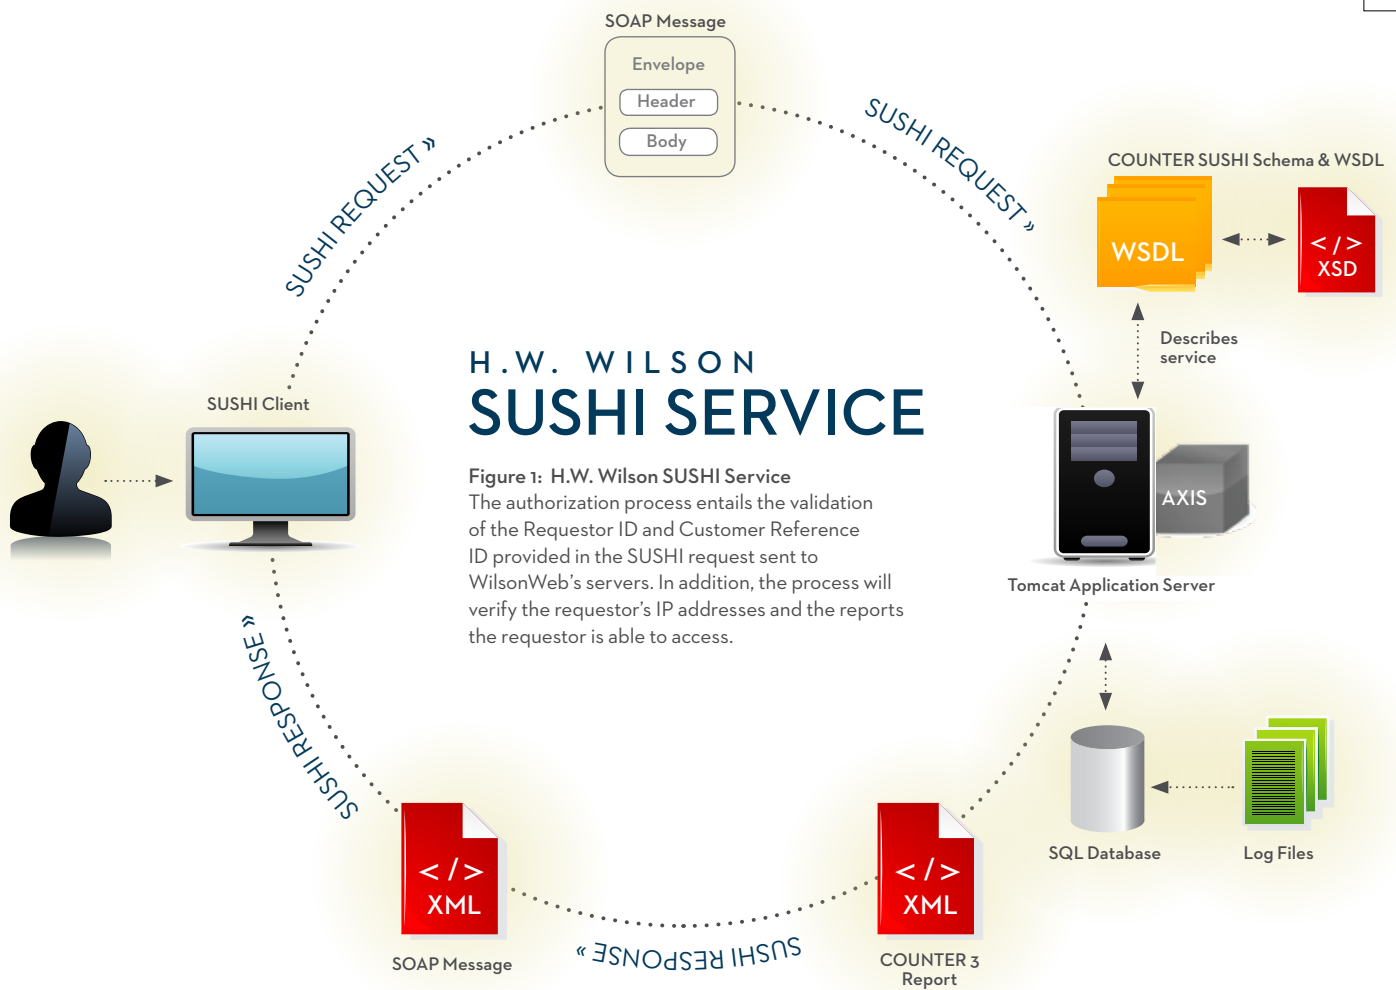 SOAP Message
Envelope
Header
Body
SUSHI REQUEST »
SUSHI REQUEST »
COUNTER SUSHI Schema & WSDL
WSDL
</>
XSD
Describes
service
H.W. WILSON
SUSHI SERVICE
SUSHI Client
Figure 1: H.W. Wilson SUSHI Service
The authorization process entails the validation
of the Requestor ID and Customer Reference
ID provided in the SUSHI request sent to
WilsonWeb's servers. In addition, the process will
verify the requestor's IP addresses and the reports
the requestor is able to access.
AXIS
Tomcat Application Server
SUSHI RESPONSE »
SQL Database
Log Files
</>
XML
SOAP Message
SUSHI RESPONSE »
</>
XML
COUNTER 3
Report